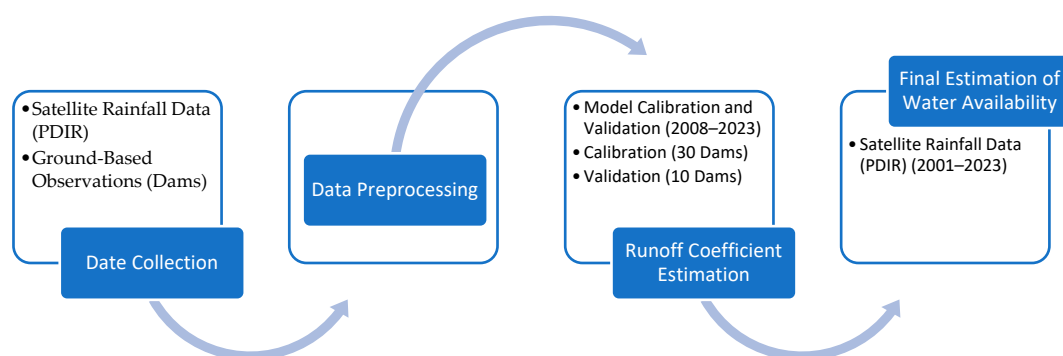 •Satellite Rainfall Data
(PDIR)
•Ground-Based
Observations (Dams)
Date Collection
Data Preprocessing
•Model Calibration and
Validation (2008–2023)
•Calibration (30 Dams)
•Validation (10 Dams)
Runoff Coefficient
Estimation
Final Estimation of
Water Availability
•Satellite Rainfall Data
(PDIR) (2001–2023)